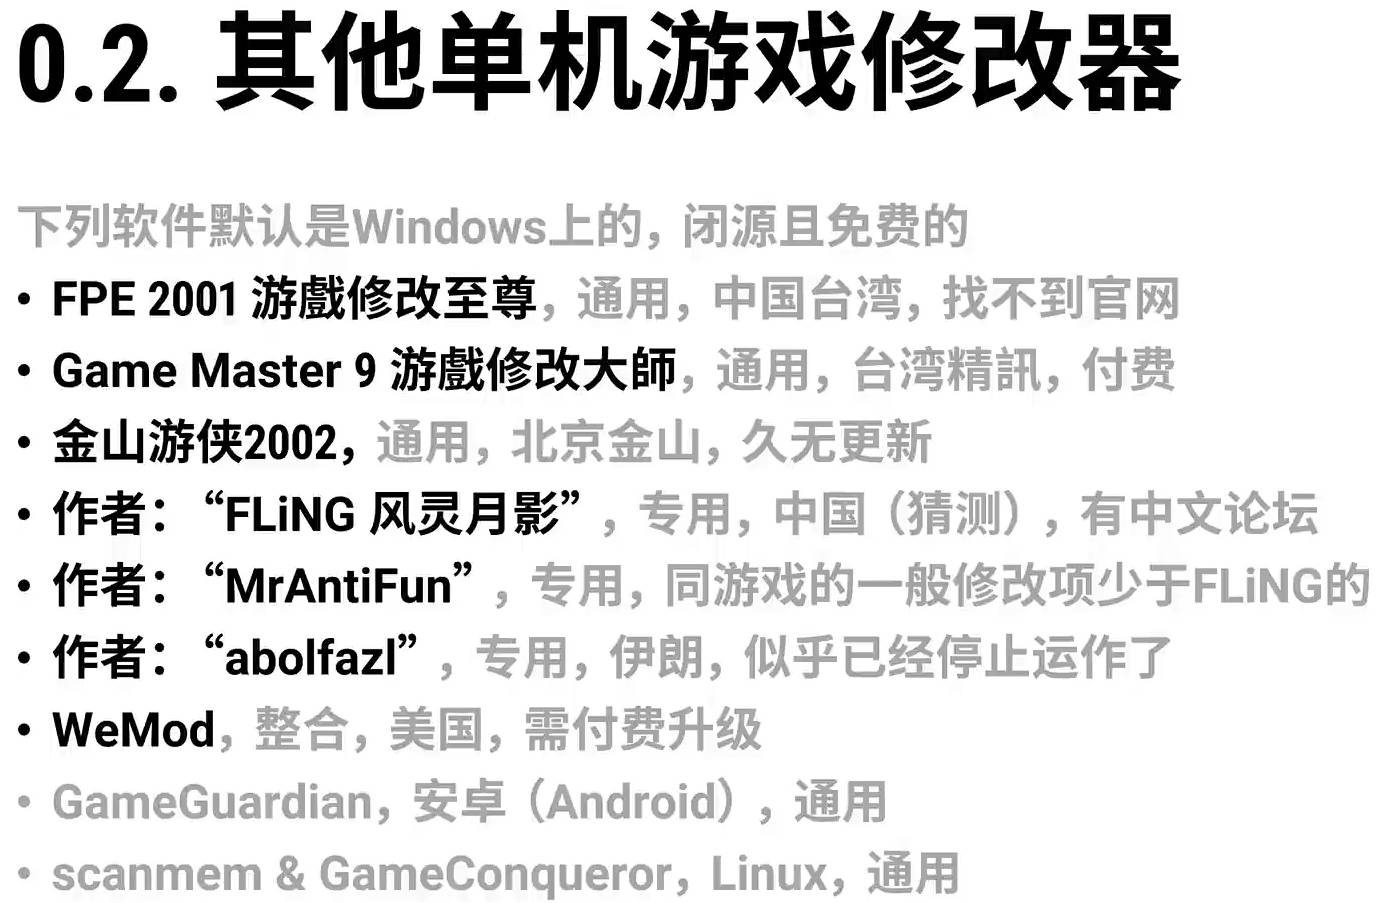 0.2. 其他单机游戏修改器
下列软件默认是Windows上的，闭源且免费的
• FPE 2001 游戲修改至尊，通用，中国台湾，找不到官网
• Game Master 9 游戲修改大師，通用，台湾精訊，付费
• 金山游侠2002，通用，北京金山，久无更新
• 作者：“FLiNG 风灵月影”，专用，中国（猜测），有中文论坛
• 作者：“MrAntiFun”，专用，同游戏的一般修改项少于FLiNG的
• 作者：“abolfazl”，专用，伊朗，似乎已经停止运作了
• WeMod，整合，美国，需付费升级
• GameGuardian，安卓（Android），通用
• scanmem & GameConqueror，Linux，通用